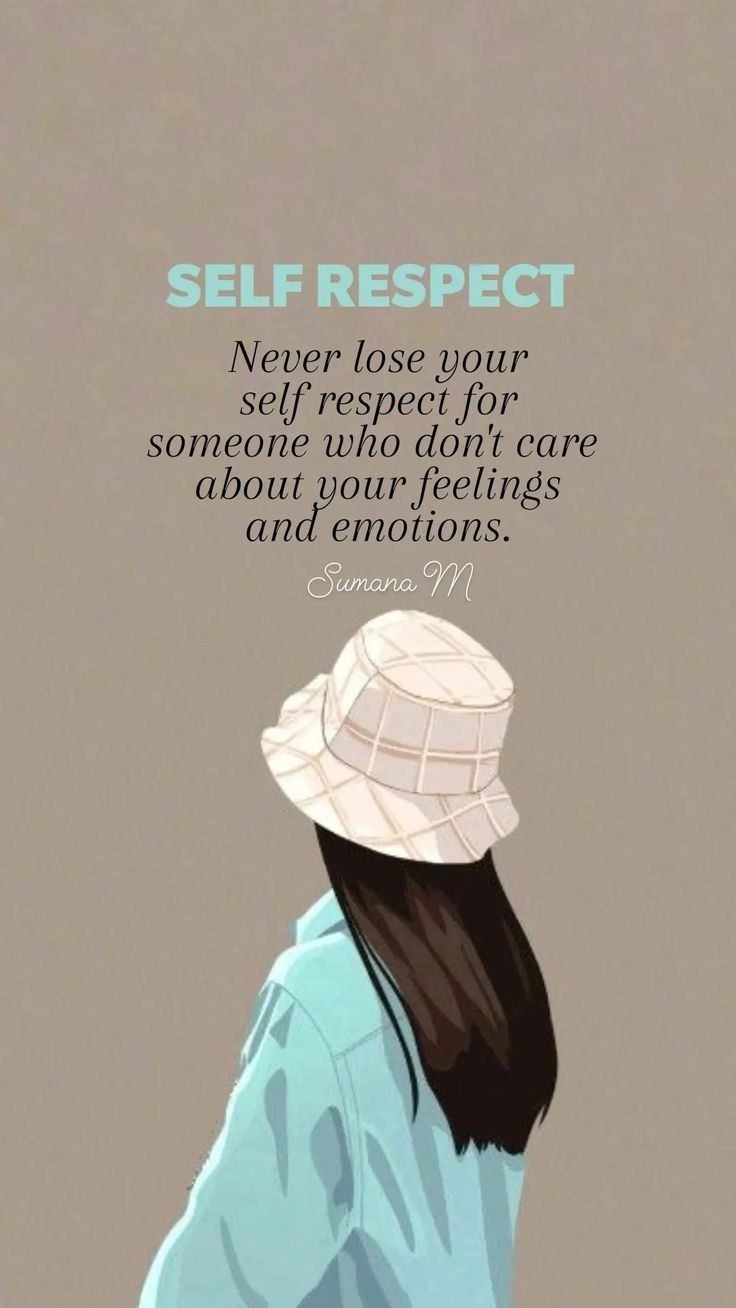 SELF RESPECT
Never lose your
self respect for
someone who don't care
about your feelings
and emotions.
Sumana M